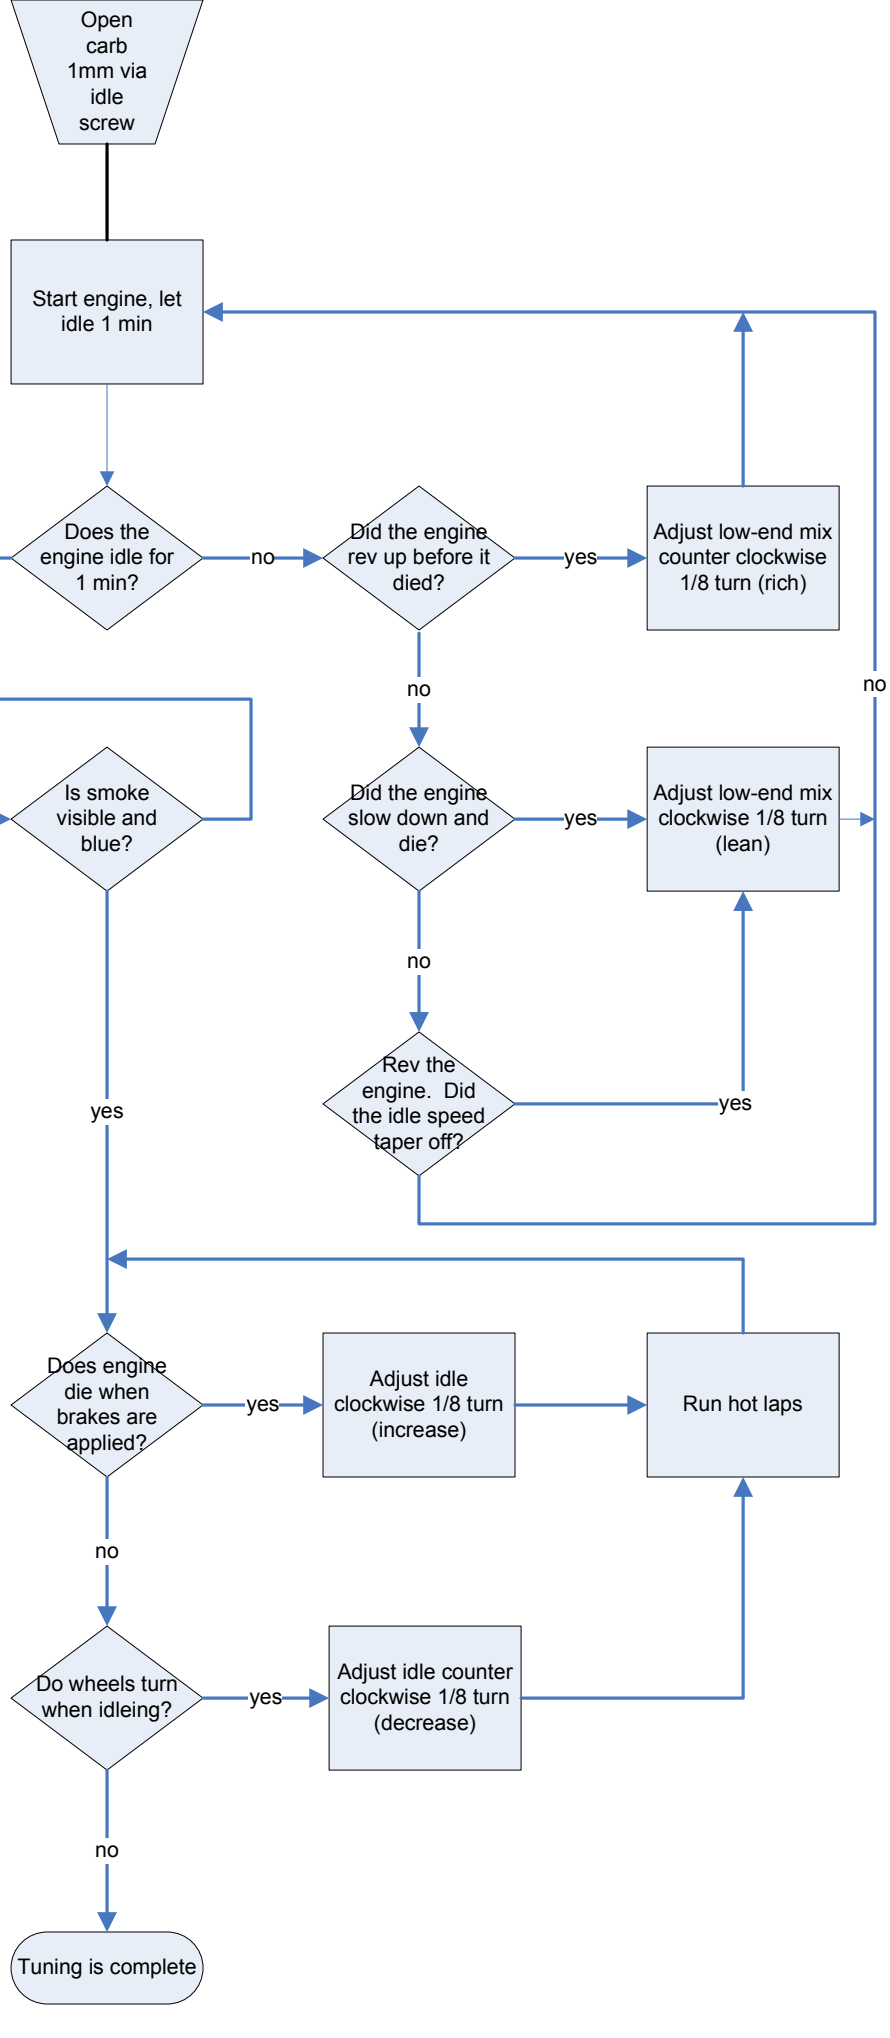 Open
carb
1mm via
idle
screw
Start engine, let
idle 1 min
Does the
engine idle for
1 min?
no
Did the engine
rev up before it
died?
yes
Adjust low-end mix
counter clockwise
1/8 turn (rich)
no
no
Is smoke
visible and
blue?
Did the engine
slow down and
die?
yes
Adjust low-end mix
clockwise 1/8 turn
(lean)
no
Rev the
engine.  Did
the idle speed
taper off?
yes
yes
Does engine
die when
brakes are
applied?
yes
Adjust idle
clockwise 1/8 turn
(increase)
Run hot laps
no
Do wheels turn
when idleing?
yes
Adjust idle counter
clockwise 1/8 turn
(decrease)
no
Tuning is complete